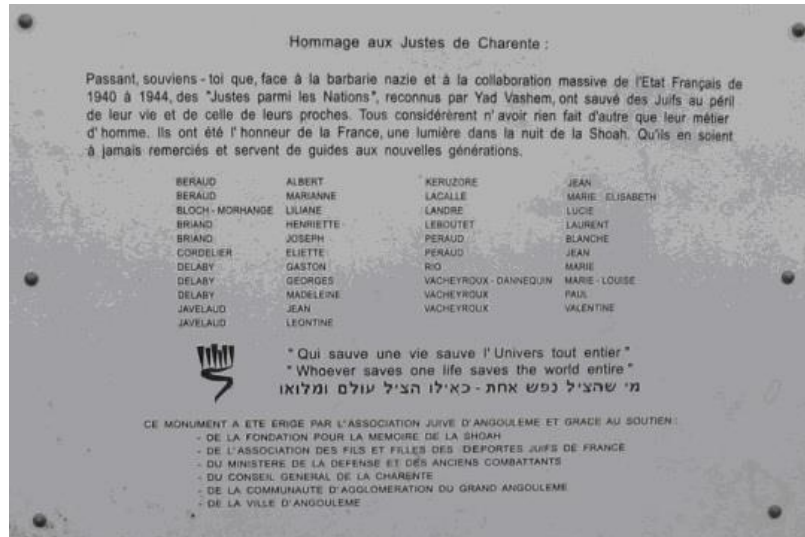 Hommage aux Justes de Charente :
Passant, souviens - toi que, face à la barbarie nazie et à la collaboration massive de l'Etat Français de
1940 à 1944, des "Justes parmi les Nations", reconnus par Yad Vashem, ont sauvé des Juifs au péril
de leur vie et de celle de leurs proches. Tous considérèrent n' avoir rien fait d'autre que leur métier
d' homme. Ils ont été l' honneur de la France, une lumière dans la nuit de la Shoah. Qu'ils en soient
à jamais remerciés et servent de guides aux nouvelles générations.
BERAUD ALBERT KERUZORE JEAN
BERAUD MARIANNE LACALLE MARIE ELISABETH
BLOCH - MORHANGE LILIANE LANDRE LUCIE
BRIAND HENRIETTE LEBOUTET LAURENT
BRIAND JOSEPH PERAUD BLANCHE
CORDELIER ELIETTE PERAUD JEAN
DELABY GASTON RIO MARIE
DELABY GEORGES VACHEYROUX - DANNEQUIN MARIE - LOUISE
DELABY MADELEINE VACHEYROUX PAUL
JAVELAUD JEAN VACHEYROUX VALENTINE
JAVELAUD LEONTINE
" Qui sauve une vie sauve l' Univers tout entier "
" Whoever saves one life saves the world entire "
מי שהציל נפש אחת - כאילו הציל עולם ומלואו
CE MONUMENT A ETE ERIGE PAR L'ASSOCIATION JUIVE D'ANGOULEME ET GRACE AU SOUTIEN :
- DE LA FONDATION POUR LA MEMOIRE DE LA SHOAH
- DE L'ASSOCIATION DES FILS ET FILLES DES DEPORTES JUIFS DE FRANCE
- DU MINISTERE DE LA DEFENSE ET DES ANCIENS COMBATTANTS
- DU CONSEIL GENERAL DE LA CHARENTE
- DE LA COMMUNAUTE D'AGGLOMERATION DU GRAND ANGOULEME
- DE LA VILLE D'ANGOULEME